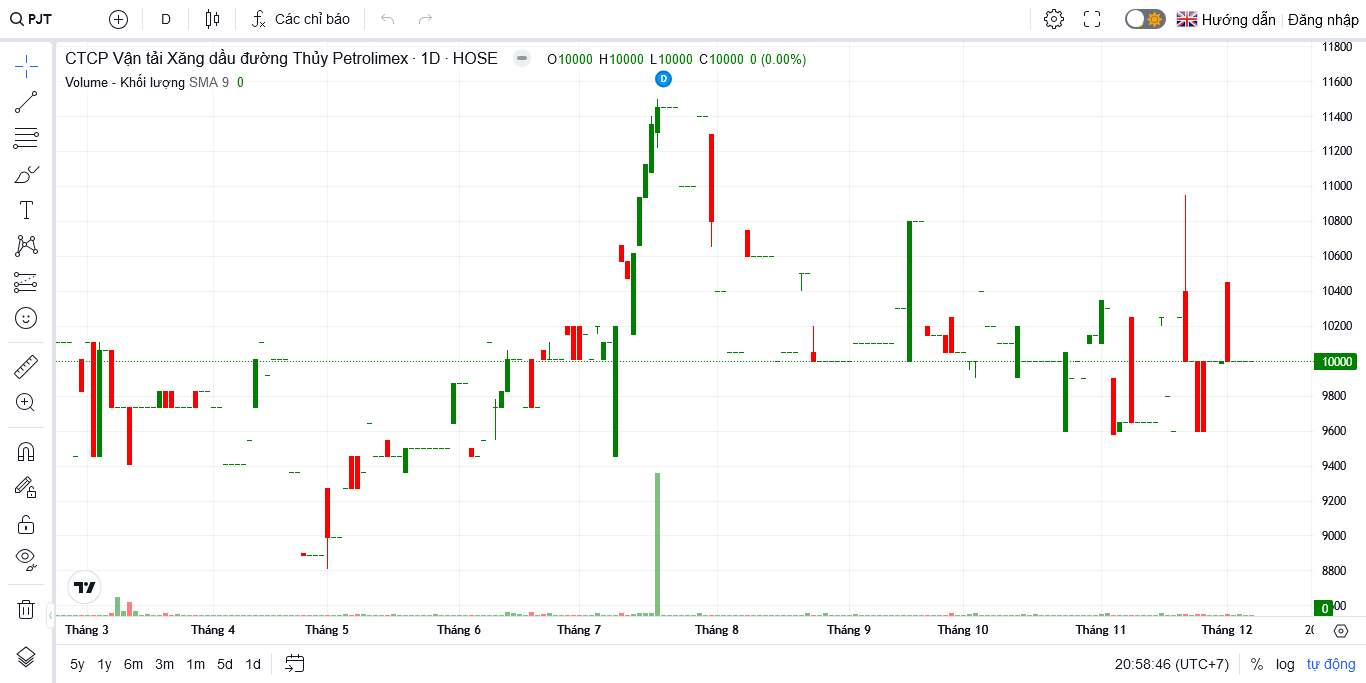 PJT D Các chỉ báo Hướng dẫn Đăng nhập
CTCP Vận tải Xăng dầu đường Thủy Petrolimex · 1D · HOSE O10000 H10000 L10000 C10000 0 (0.00%)
Volume - Khối lượng SMA 9 0
D
11800
11600
11400
11200
11000
10800
10600
10400
10200
10000
9800
9600
9400
9200
9000
8800
0
Tháng 3 Tháng 4 Tháng 5 Tháng 6 Tháng 7 Tháng 8 Tháng 9 Tháng 10 Tháng 11 Tháng 12
5y 1y 6m 3m 1m 5d 1d 20:58:46 (UTC+7) % log tự động